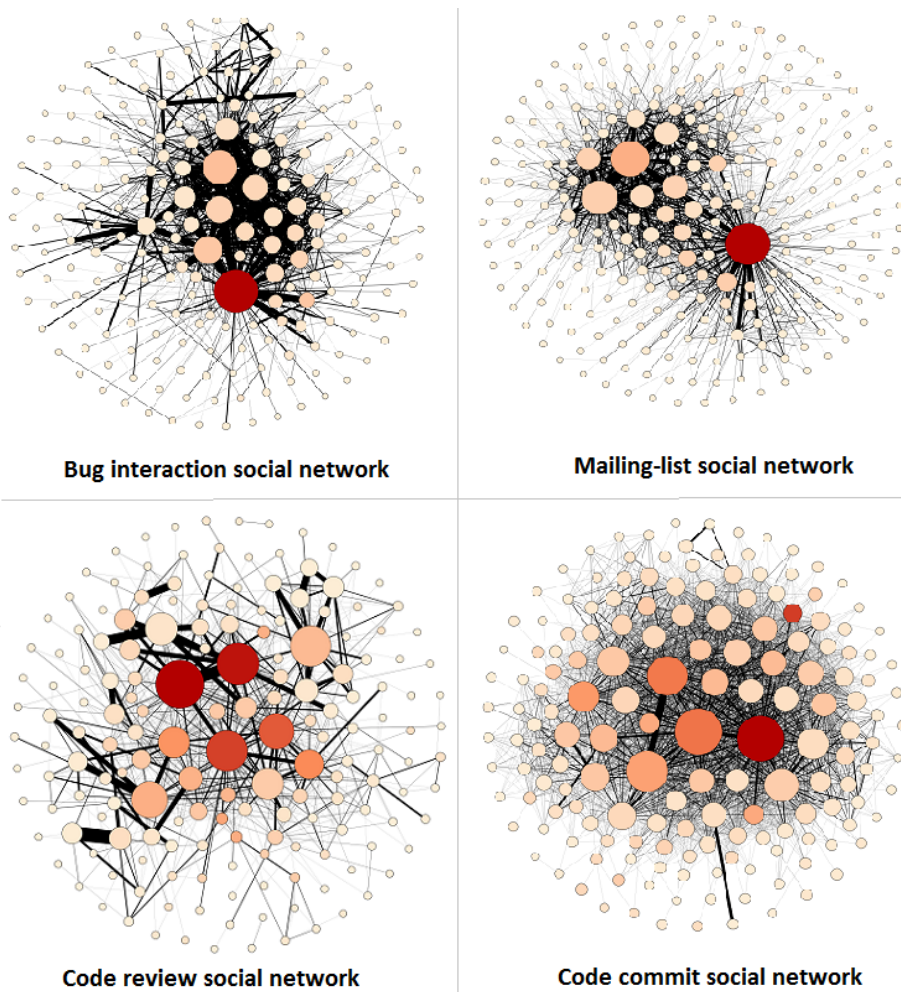 Bug interaction social network
Mailing-list social network
Code review social network
Code commit social network